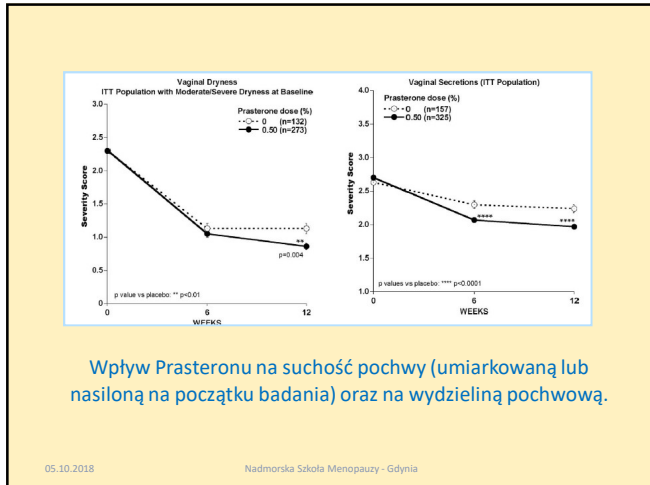 Vaginal Dryness
ITT Population with Moderate/Severe Dryness at Baseline
Prasterone dose (%)
0 (n=132)
0.50 (n=273)
Severity Score
3.0
2.5
2.0
1.5
1.0
0.5
0
**
p=0.004
p value vs placebo: ** p<0.01
0
6
12
WEEKS
Vaginal Secretions (ITT Population)
Prasterone dose (%)
0 (n=157)
0.50 (n=325)
Severity Score
4.0
3.5
3.0
2.5
2.0
1.5
1.0
****
****
p values vs placebo: **** p<0.0001
0
6
12
WEEKS
Wpływ Prasteronu na suchość pochwy (umiarkowaną lub
nasiloną na początku badania) oraz na wydzieliną pochwową.
05.10.2018
Nadmorska Szkoła Menopauzy - Gdynia